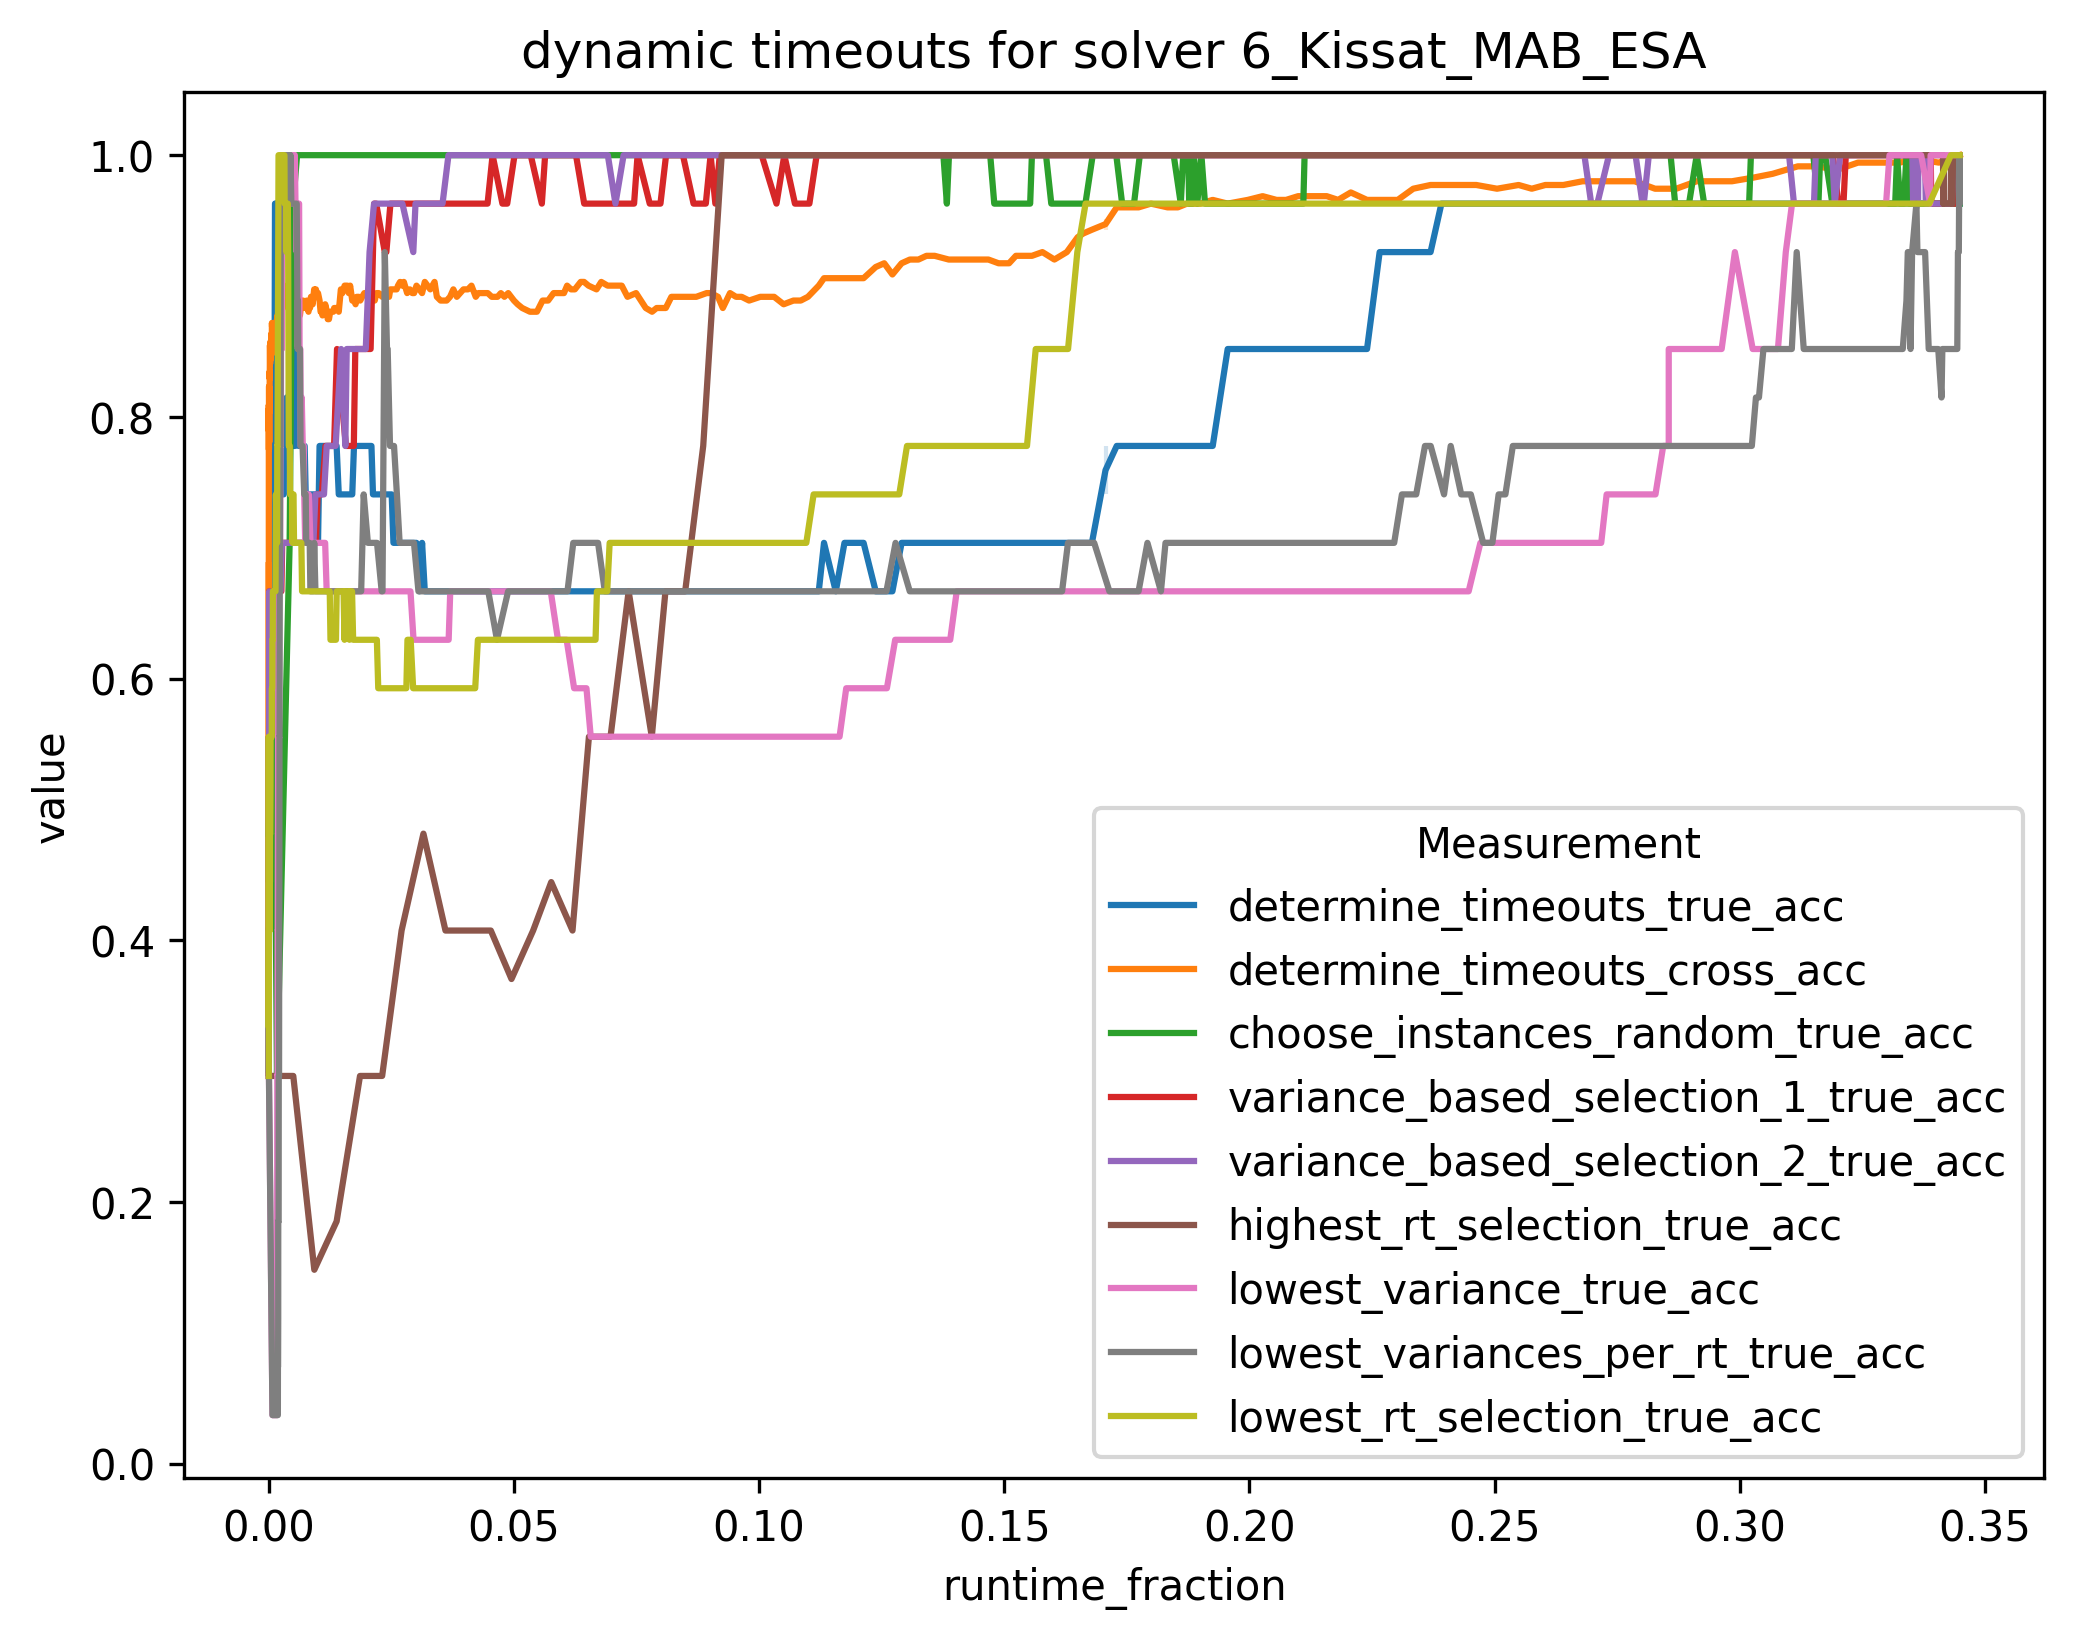 dynamic timeouts for solver 6_Kissat_MAB_ESA
1.0
0.8
0.6
0.4
0.2
0.0
value
0.00 0.05 0.10 0.15 0.20 0.25 0.30 0.35
runtime_fraction
Measurement
determine_timeouts_true_acc
determine_timeouts_cross_acc
choose_instances_random_true_acc
variance_based_selection_1_true_acc
variance_based_selection_2_true_acc
highest_rt_selection_true_acc
lowest_variance_true_acc
lowest_variances_per_rt_true_acc
lowest_rt_selection_true_acc